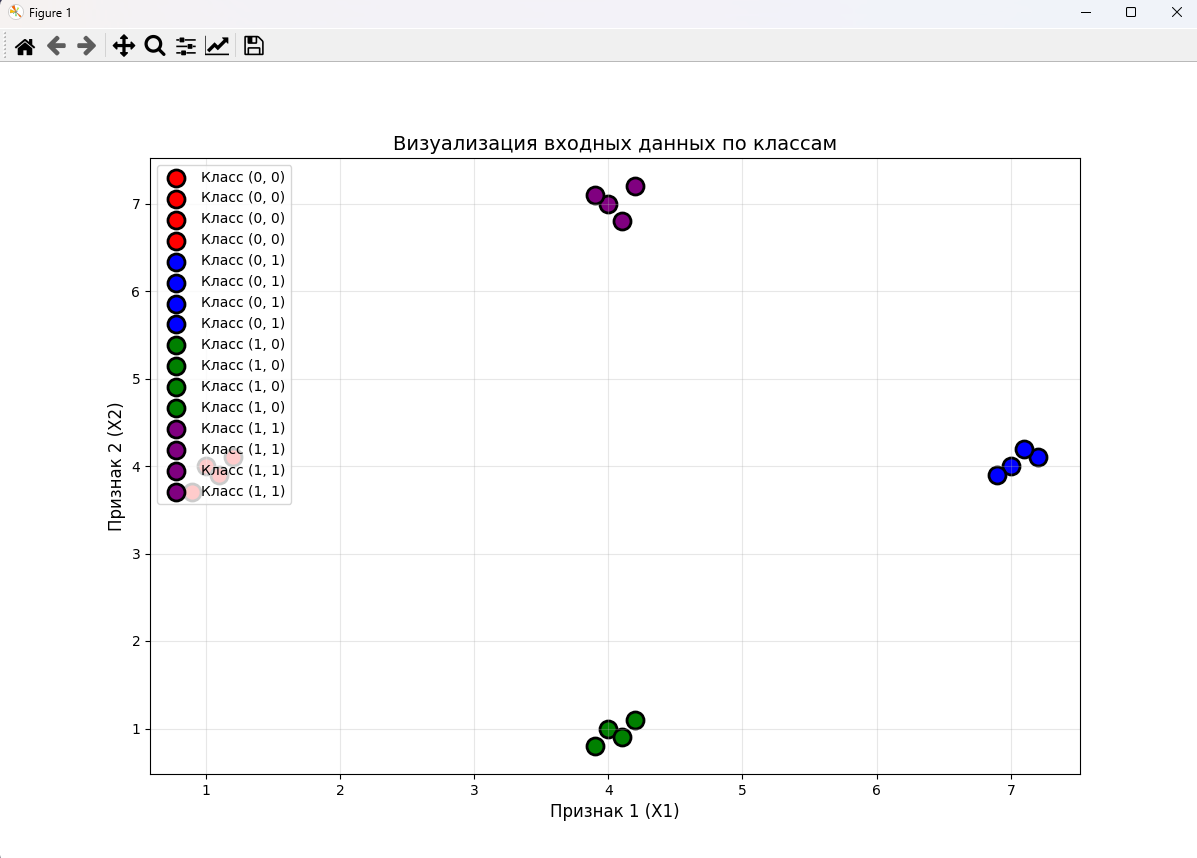 Figure 1
Визуализация входных данных по классам
Класс (0, 0)
Класс (0, 0)
Класс (0, 0)
Класс (0, 0)
Класс (0, 1)
Класс (0, 1)
Класс (0, 1)
Класс (0, 1)
Класс (1, 0)
Класс (1, 0)
Класс (1, 0)
Класс (1, 0)
Класс (1, 1)
Класс (1, 1)
Класс (1, 1)
Класс (1, 1)
7
6
5
4
3
2
1
Признак 2 (X2)
1 2 3 4 5 6 7
Признак 1 (X1)